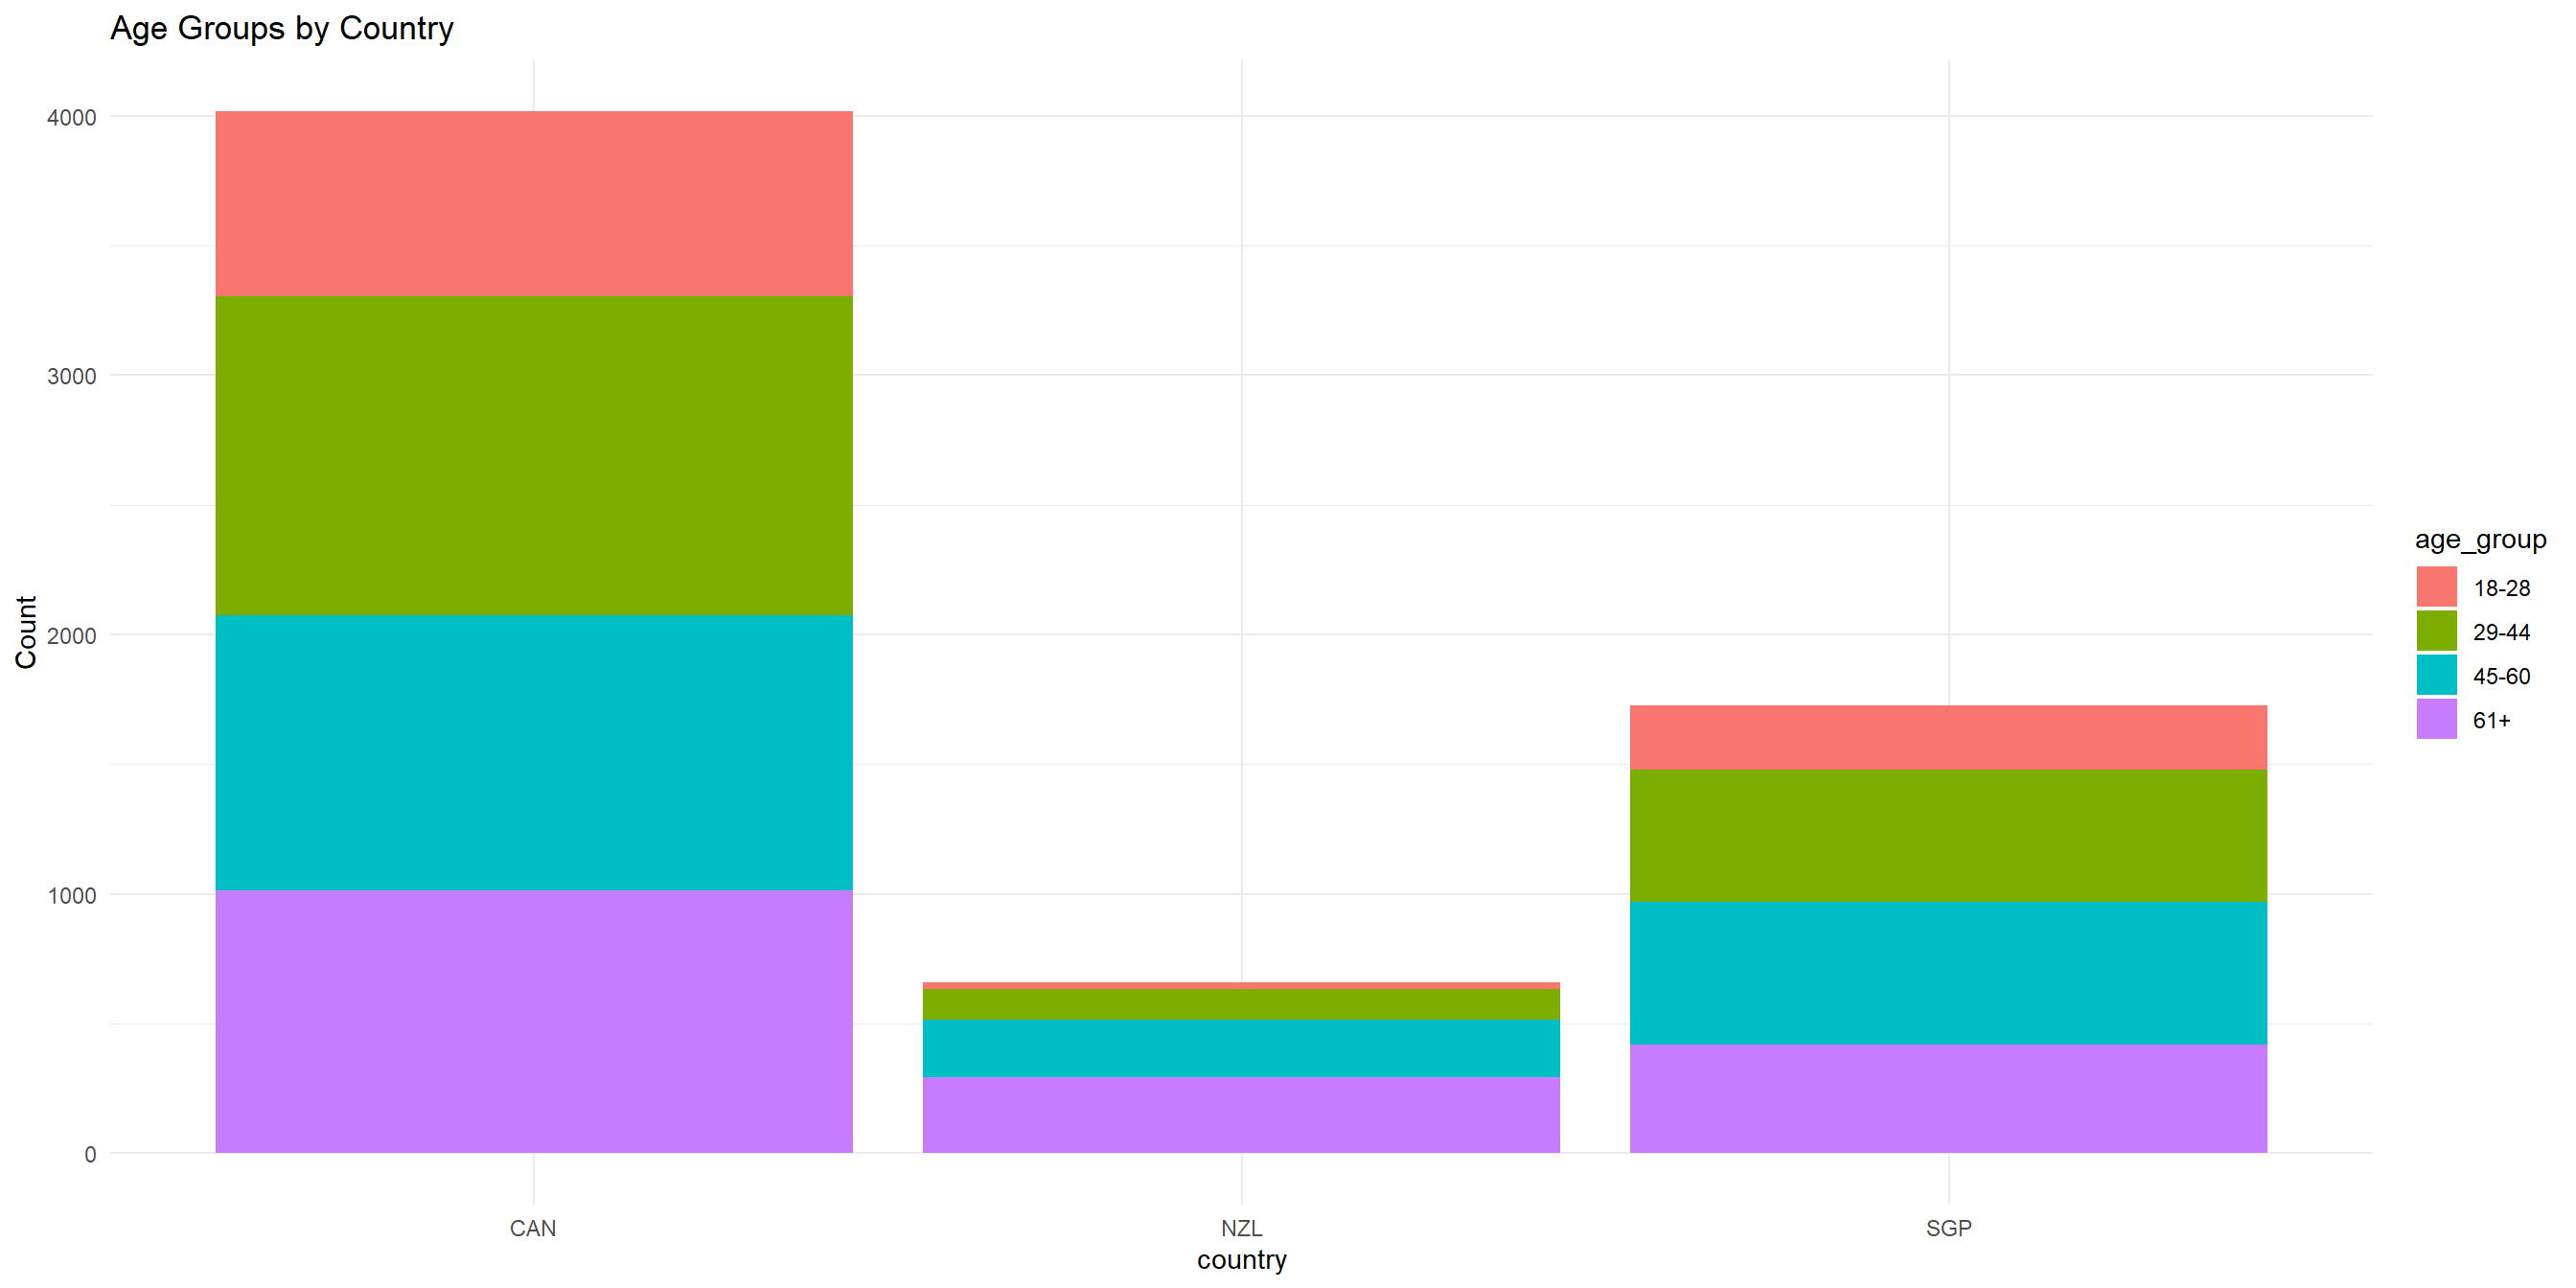 Age Groups by Country
4000
3000
2000
1000
0
Count
CAN
NZL
SGP
country
age_group
18-28
29-44
45-60
61+